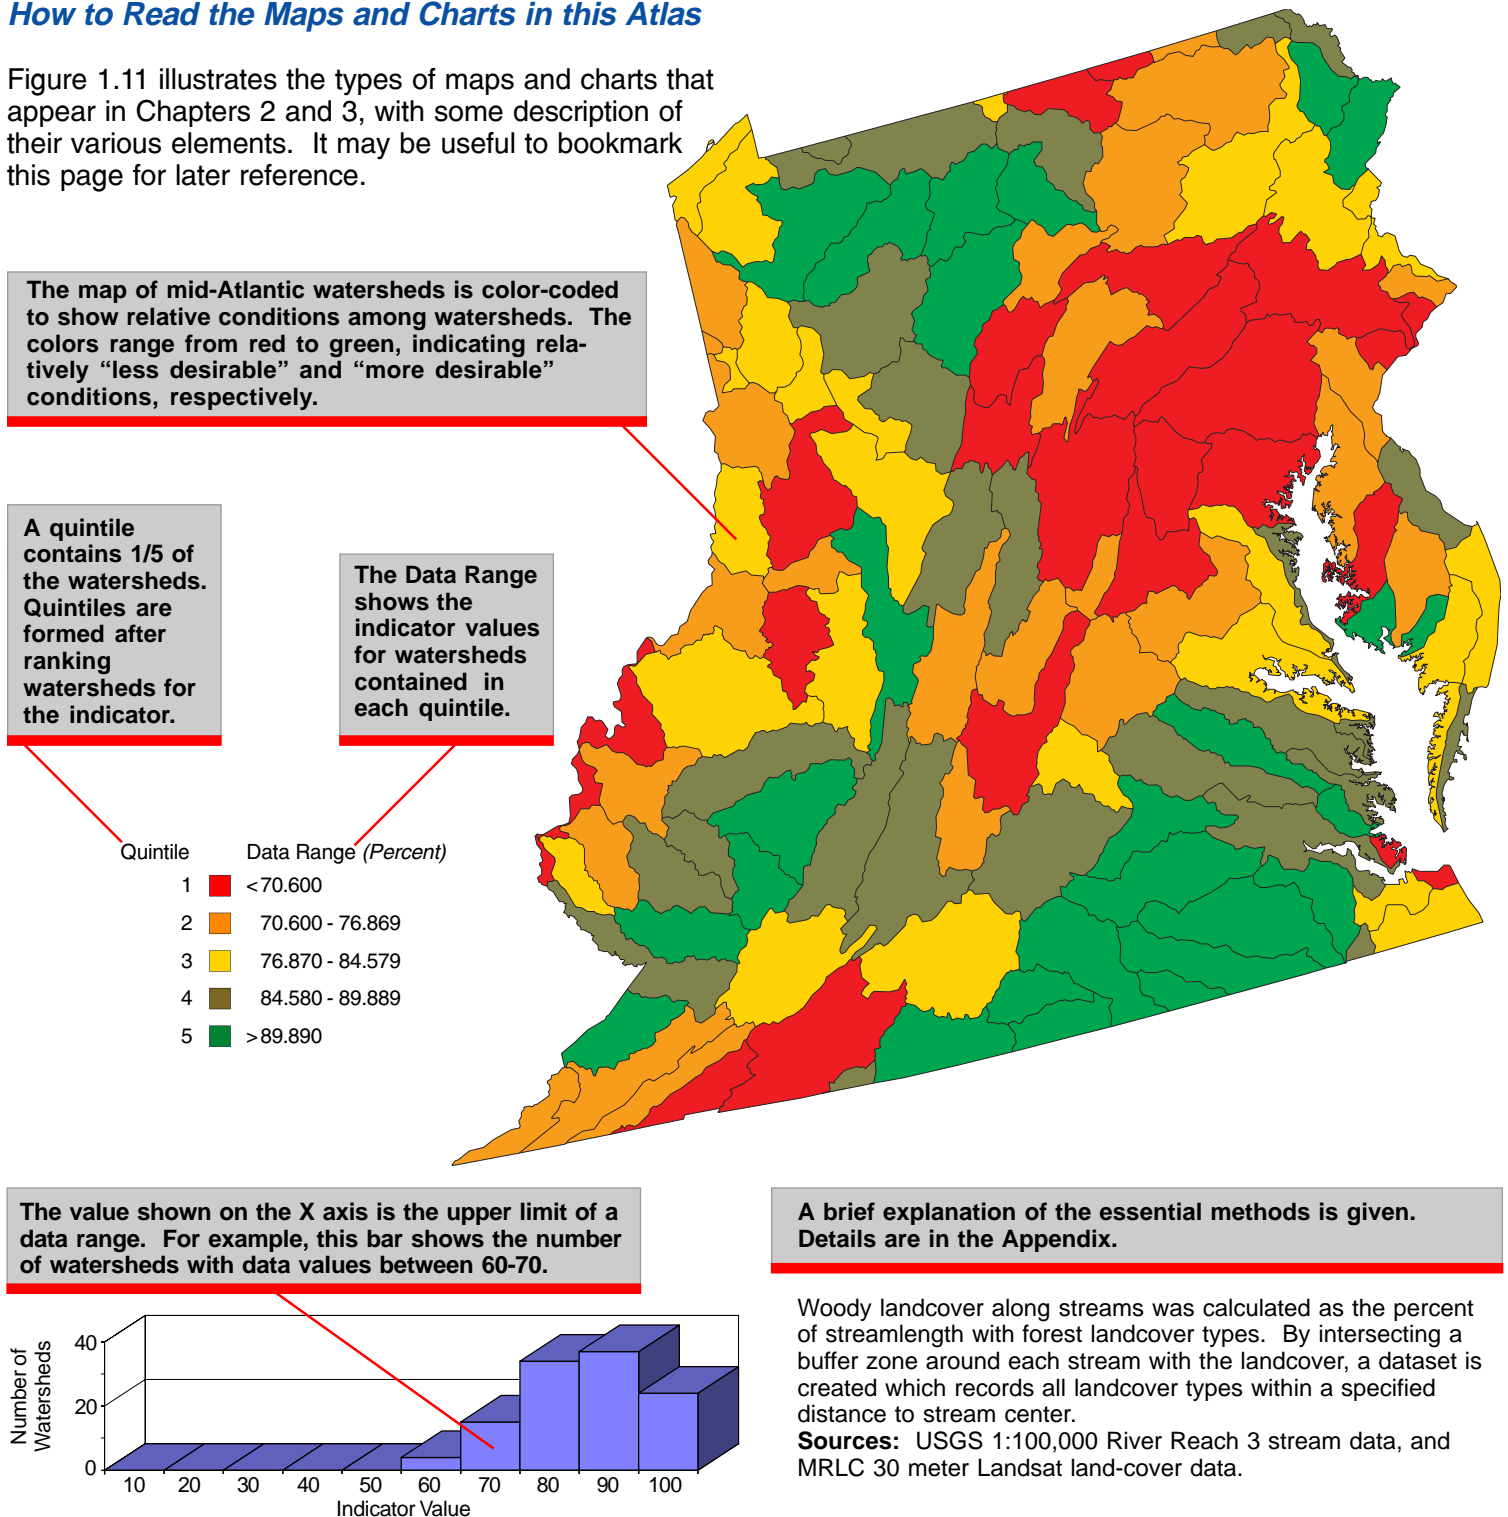 How to Read the Maps and Charts in this Atlas
Figure 1.11 illustrates the types of maps and charts that
appear in Chapters 2 and 3, with some description of
their various elements. It may be useful to bookmark
this page for later reference.
The map of mid-Atlantic watersheds is color-coded
to show relative conditions among watersheds. The
colors range from red to green, indicating rela-
tively “less desirable” and “more desirable”
conditions, respectively.
A quintile
contains 1/5 of
the watersheds.
Quintiles are
formed after
ranking
watersheds for
the indicator.
The Data Range
shows the
indicator values
for watersheds
contained in
each quintile.
Quintile Data Range (Percent)
1 <70.600
2 70.600 - 76.869
3 76.870 - 84.579
4 84.580 - 89.889
5 >89.890
The value shown on the X axis is the upper limit of a
data range. For example, this bar shows the number
of watersheds with data values between 60-70.
Number of
Watersheds
40
20
0
10 20 30 40 50 60 70 80 90 100
Indicator Value
A brief explanation of the essential methods is given.
Details are in the Appendix.
Woody landcover along streams was calculated as the percent
of streamlength with forest landcover types. By intersecting a
buffer zone around each stream with the landcover, a dataset is
created which records all landcover types within a specified
distance to stream center.
Sources: USGS 1:100,000 River Reach 3 stream data, and
MRLC 30 meter Landsat land-cover data.